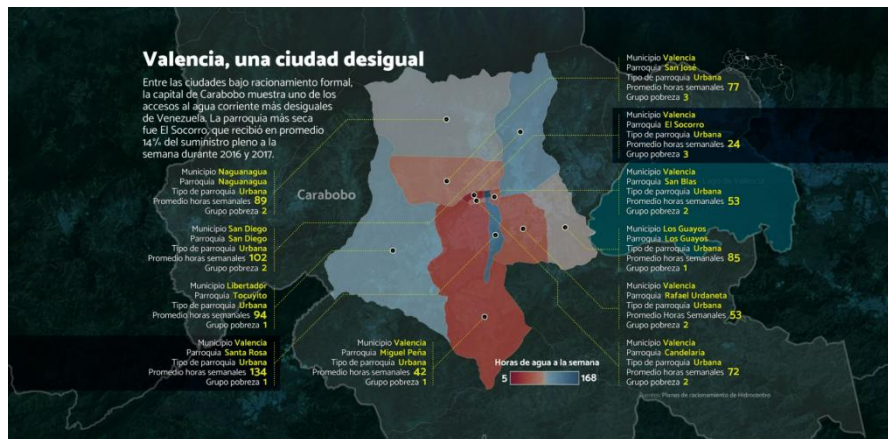 Valencia, una ciudad desigual
Entre las ciudades bajo racionamiento formal,
la capital de Carabobo muestra uno de los
accesos al agua corriente más desiguales
de Venezuela. La parroquia más seca
fue El Socorro, que recibió en promedio
14% del suministro pleno a la
semana durante 2016 y 2017.
Municipio Naguanagua
Parroquia Naguanagua
Tipo de parroquia Urbana
Promedio horas semanales 89
Grupo pobreza 2
Municipio San Diego
Parroquia San Diego
Tipo de parroquia Urbana
Promedio horas semanales 102
Grupo pobreza 2
Municipio Libertador
Parroquia Tocuyito
Tipo de parroquia Urbana
Promedio horas semanales 94
Grupo pobreza 1
Municipio Valencia
Parroquia Santa Rosa
Tipo de parroquia Urbana
Promedio horas semanales 134
Grupo pobreza 1
Municipio Valencia
Parroquia Miguel Peña
Tipo de parroquia Urbana
Promedio horas semanales 42
Grupo pobreza 1
Carabobo
Municipio Valencia
Parroquia San José
Tipo de parroquia Urbana
Promedio horas semanales 77
Grupo pobreza 3
Municipio Valencia
Parroquia El Socorro
Tipo de parroquia Urbana
Promedio horas semanales 24
Grupo pobreza 3
Municipio Valencia
Parroquia San Blas
Tipo de parroquia Urbana
Promedio horas semanales 53
Grupo pobreza 2
Municipio Los Guayos
Parroquia Los Guayos
Tipo de parroquia Urbana
Promedio horas semanales 85
Grupo pobreza 1
Municipio Valencia
Parroquia Rafael Urdaneta
Tipo de parroquia Urbana
Promedio horas Semanales 53
Grupo pobreza 2
Municipio Valencia
Parroquia Candelaria
Tipo de parroquia Urbana
Promedio horas semanales 72
Grupo pobreza 2
Horas de agua a la semana
5 168
Fuentes: Planes de racionamiento de Hidrocentro